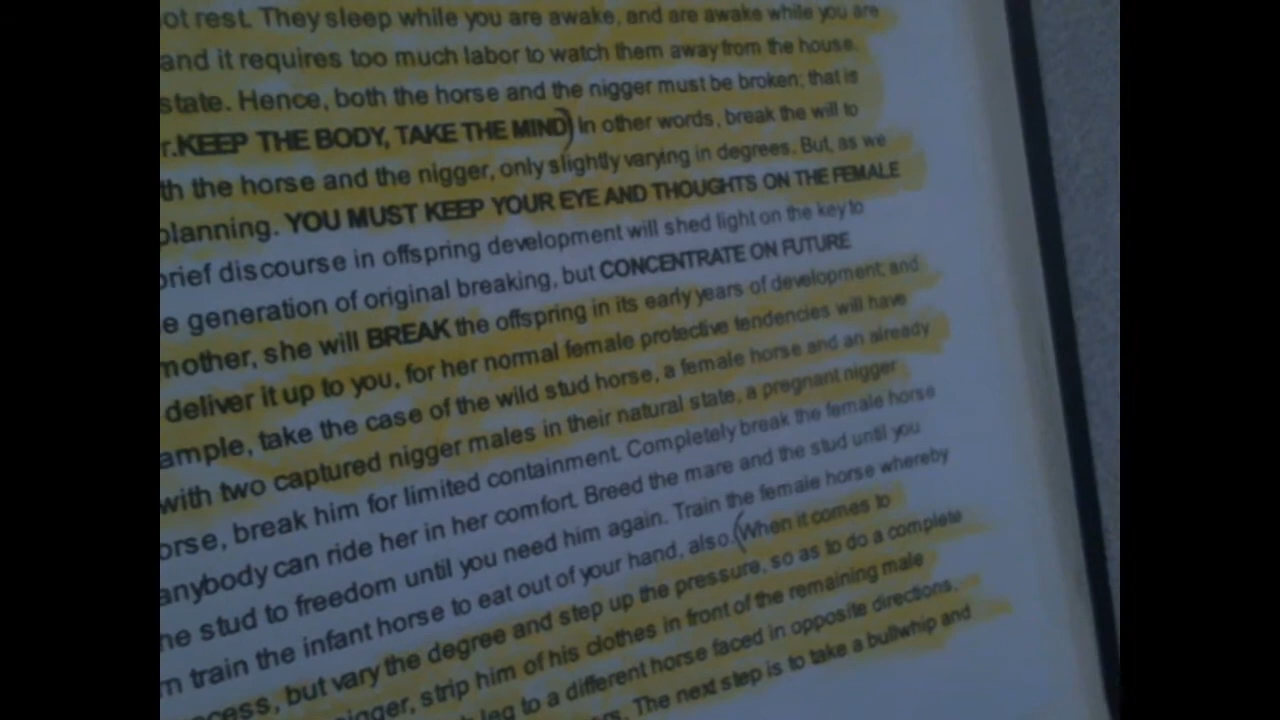 ot rest. They sleep while you are awake, and are awake while you are
and it requires too much labor to watch them away from the house.
state. Hence, both the horse and the nigger must be broken; that is
r. KEEP THE BODY, TAKE THE MIND) In other words, break the will to
th the horse and the nigger, only slightly varying in degrees. But, as we
planning. YOU MUST KEEP YOUR EYE AND THOUGHTS ON THE FEMALE
brief discourse in offspring development will shed light on the key to
e generation of original breaking, but CONCENTRATE ON FUTURE
mother, she will BREAK the offspring in its early years of development; and
deliver it up to you, for her normal female protective tendencies will have
ample, take the case of the wild stud horse, a female horse and an already
with two captured nigger males in their natural state, a pregnant nigger
orse, break him for limited containment. Completely break the female horse
anybody can ride her in her comfort. Breed the mare and the stud until you
he stud to freedom until you need him again. Train the female horse whereby
n train the infant horse to eat out of your hand, also. (When it comes to
cess, but vary the degree and step up the pressure, so as to do a complete
nigger, strip him of his clothes in front of the remaining male
leg to a different horse faced in opposite directions,
rs. The next step is to take a bullwhip and